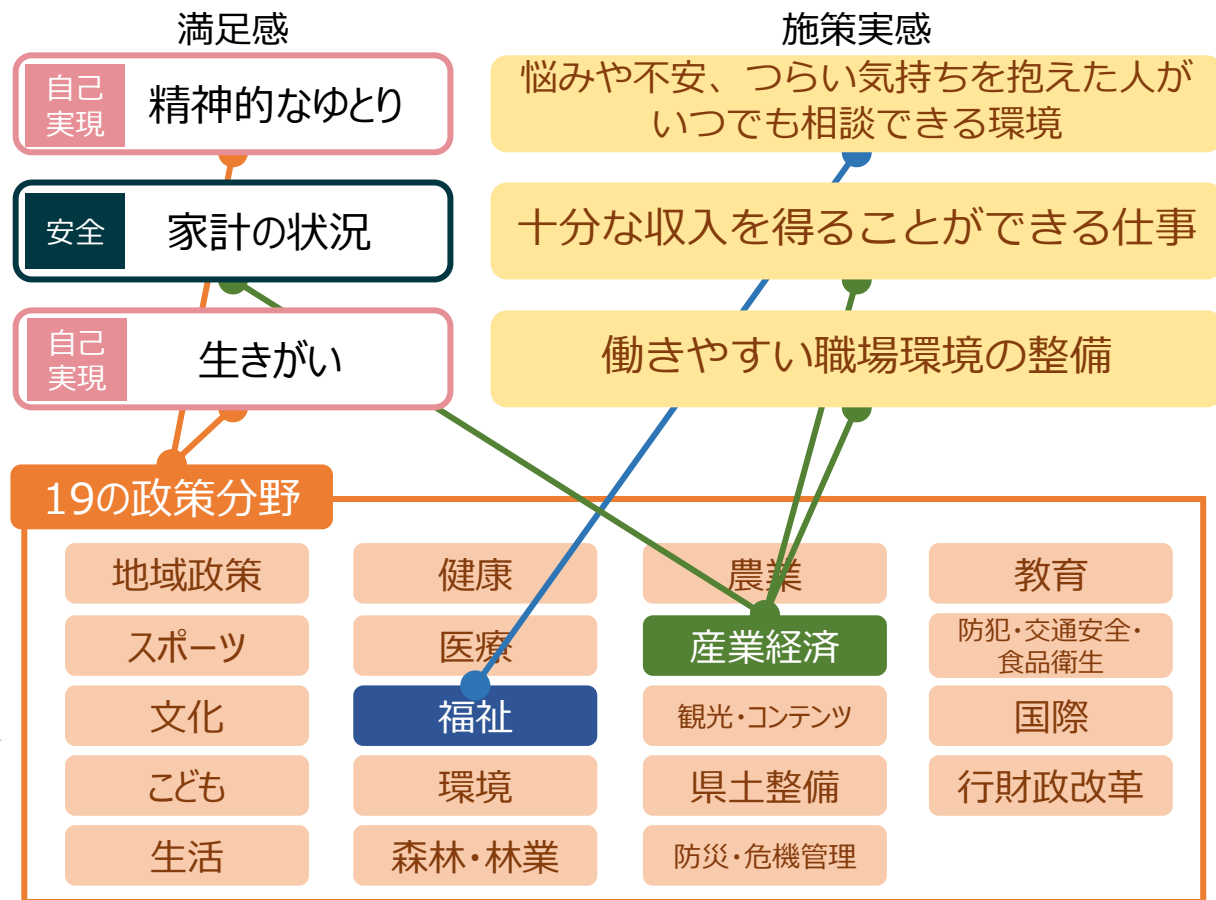 満足感
施策実感
自己
実現
精神的なゆとり
悩みや不安、つらい気持ちを抱えた人が
いつでも相談できる環境
安全
家計の状況
十分な収入を得ることができる仕事
自己
実現
生きがい
働きやすい職場環境の整備
19の政策分野
地域政策
健康
農業
教育
スポーツ
医療
産業経済
防犯・交通安全・
食品衛生
文化
福祉
観光・コンテンツ
国際
こども
環境
県土整備
行財政改革
生活
森林・林業
防災・危機管理